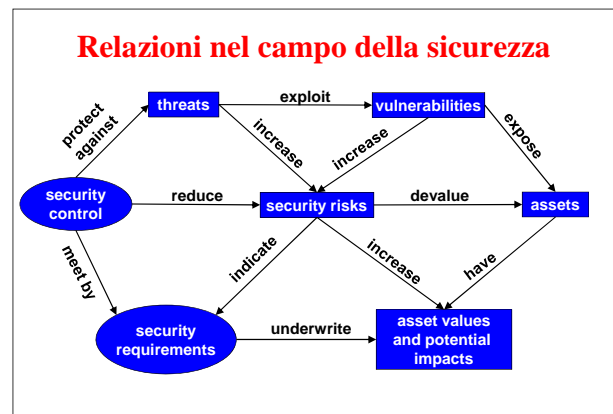 Relazioni nel campo della sicurezza
threats
exploit
vulnerabilities
protect
against
increase
increase
expose
security
control
reduce
security risks
devalue
assets
meet by
indicate
increase
have
security
requirements
underwrite
asset values
and potential
impacts